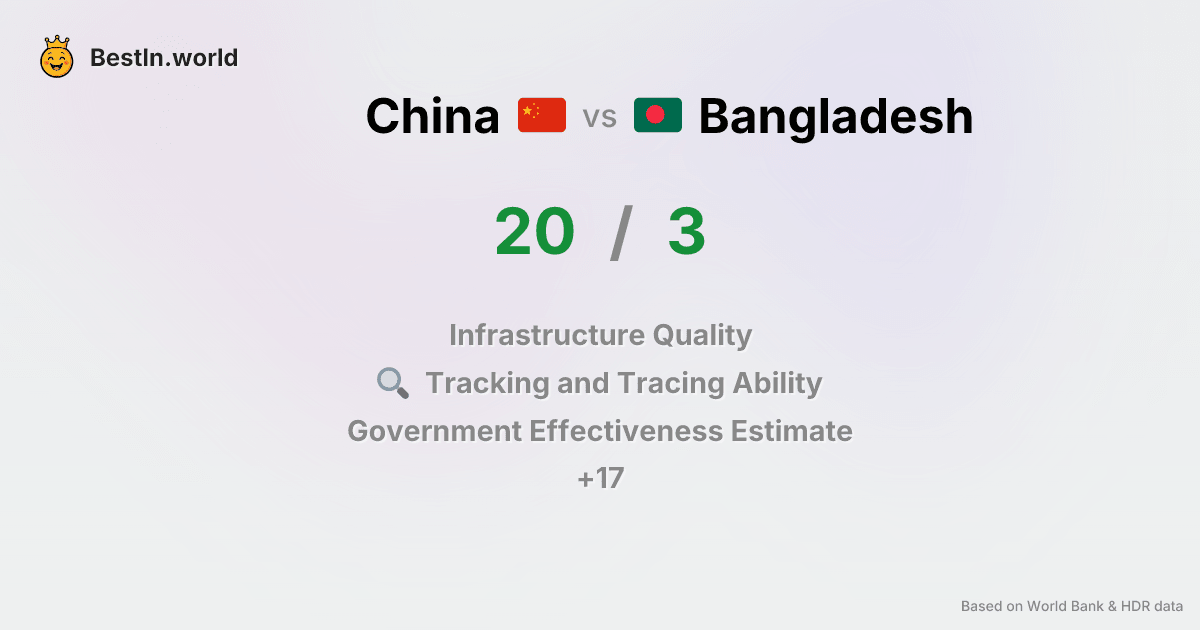 BestIn.world
China vs Bangladesh
20 / 3
Infrastructure Quality
Tracking and Tracing Ability
Government Effectiveness Estimate
+17
Based on World Bank & HDR data